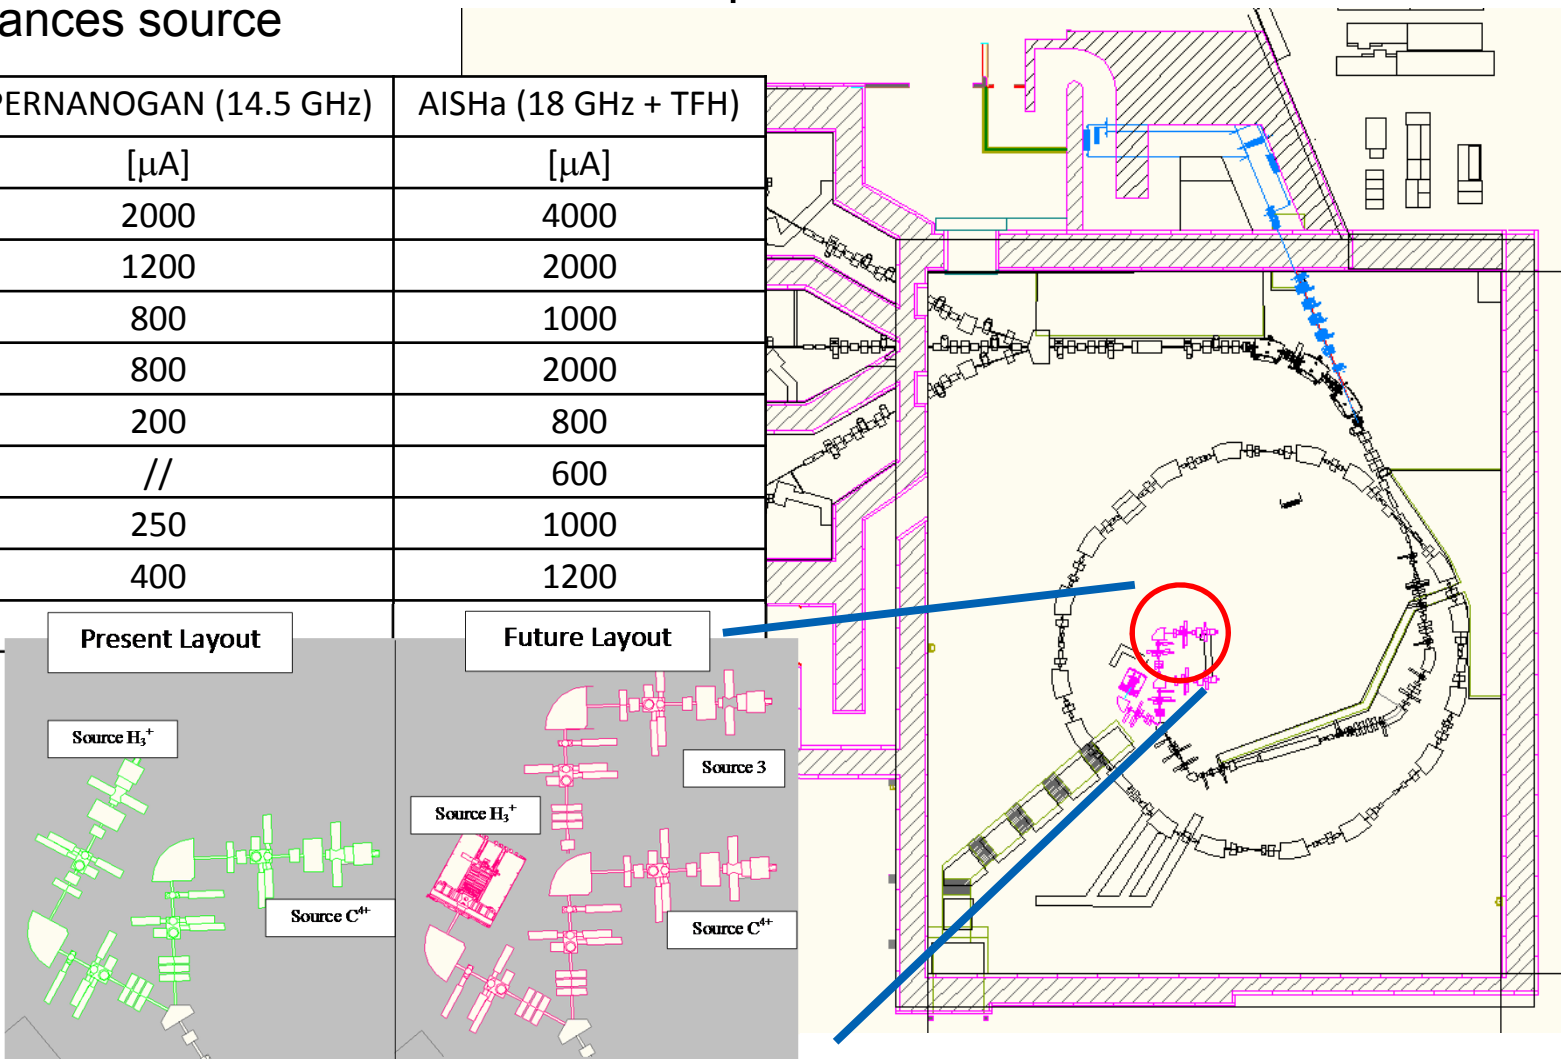 ances source
PERNANOGAN (14.5 GHz) AISHa (18 GHz + TFH)
[μA] [μA]
2000 4000
1200 2000
800 1000
800 2000
200 800
// 600
250 1000
400 1200
Present Layout
Future Layout
Source H₃⁺
Source C⁴⁺
Source 3
Source H₃⁺
Source C⁴⁺